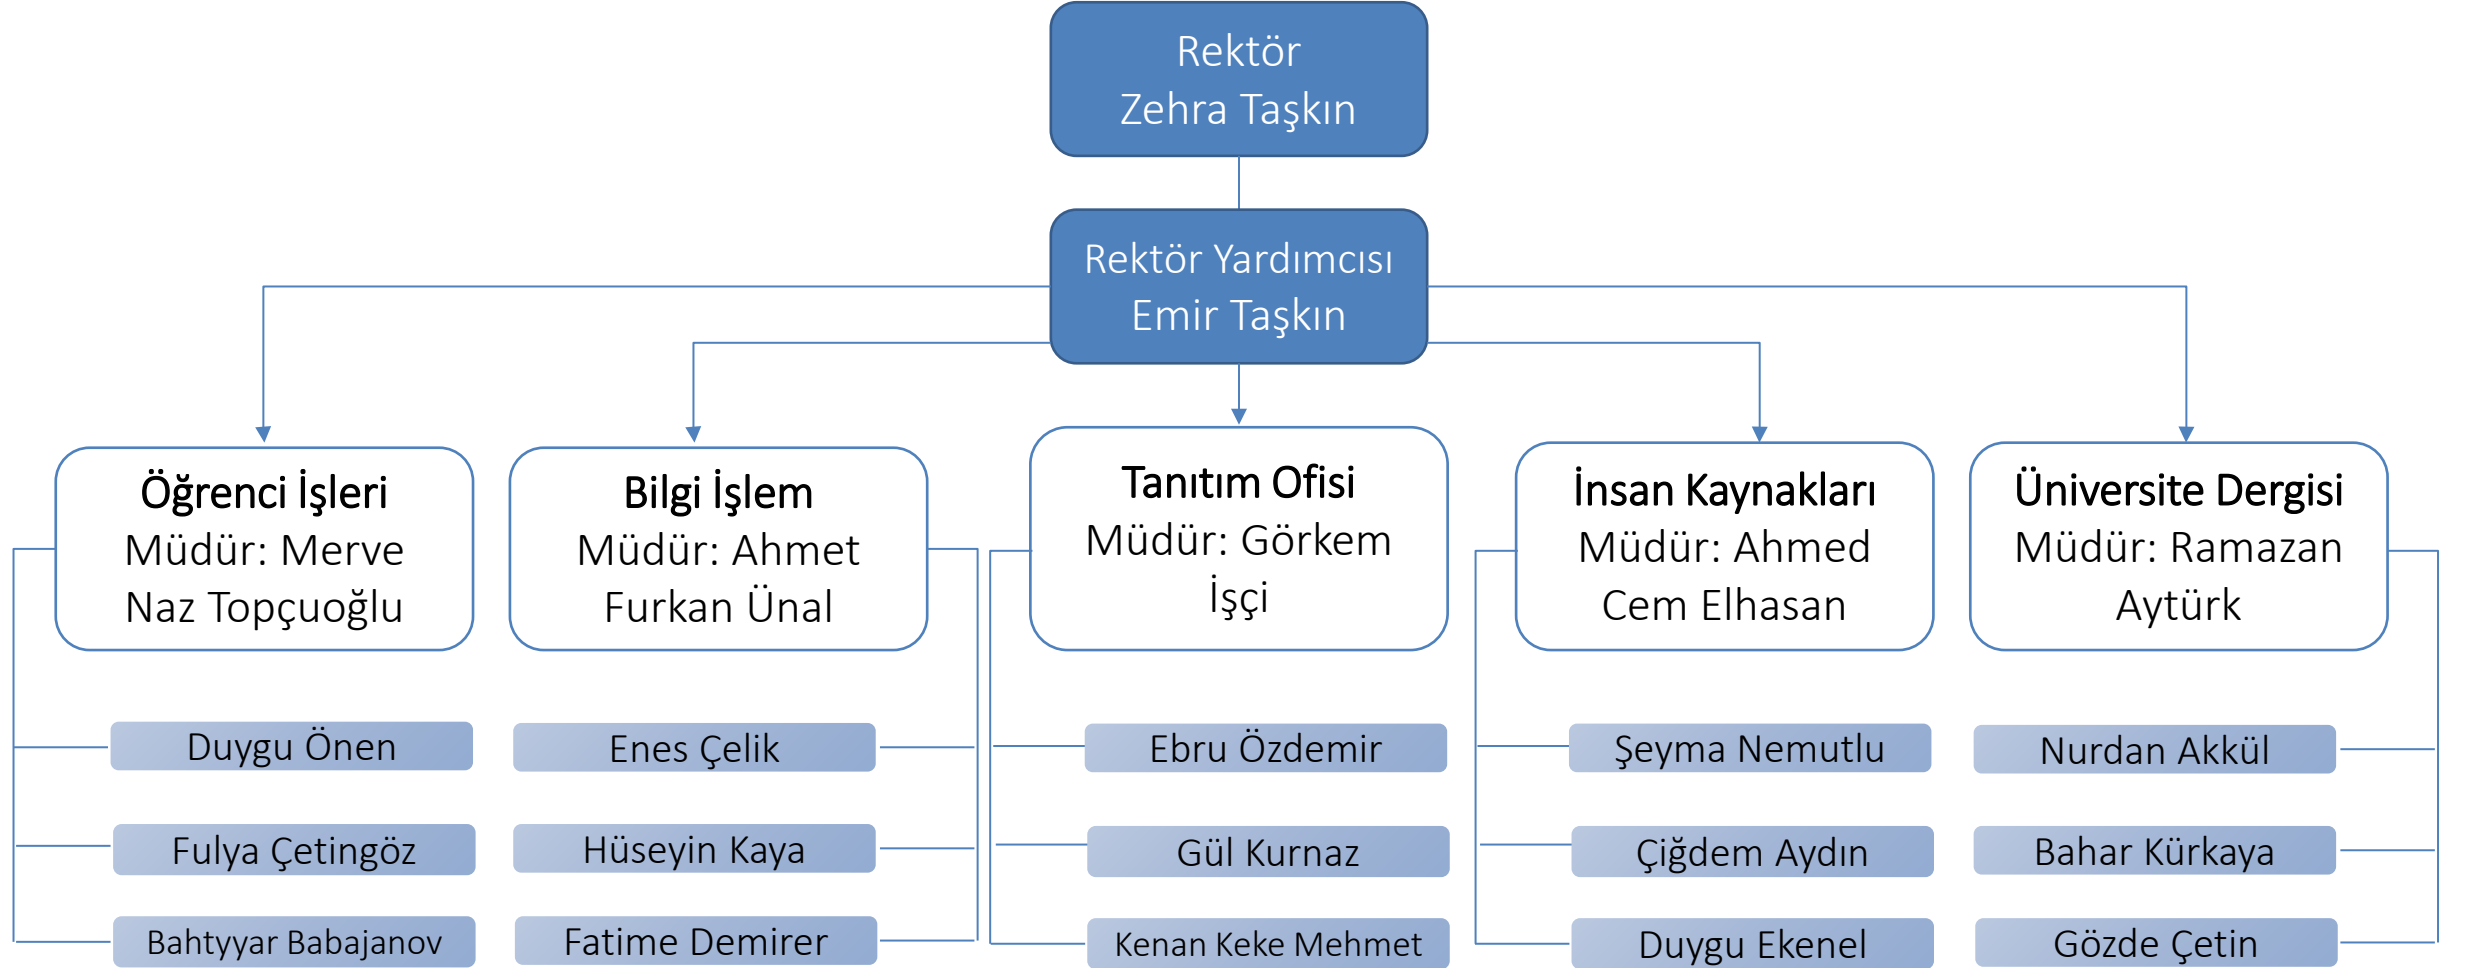 Rektör
Zehra Taşkın
Rektör Yardımcısı
Emir Taşkın
Öğrenci İşleri
Müdür: Merve
Naz Topçuoğlu
Bilgi İşlem
Müdür: Ahmet
Furkan Ünal
Tanıtım Ofisi
Müdür: Görkem
İşçi
İnsan Kaynakları
Müdür: Ahmed
Cem Elhasan
Üniversite Dergisi
Müdür: Ramazan
Aytürk
Duygu Önen
Fulya Çetingöz
Bahtyyar Babajanov
Enes Çelik
Hüseyin Kaya
Fatime Demirer
Ebru Özdemir
Gül Kurnaz
Kenan Keke Mehmet
Şeyma Nemutlu
Çiğdem Aydın
Duygu Ekenel
Nurdan Akkül
Bahar Kürkaya
Gözde Çetin